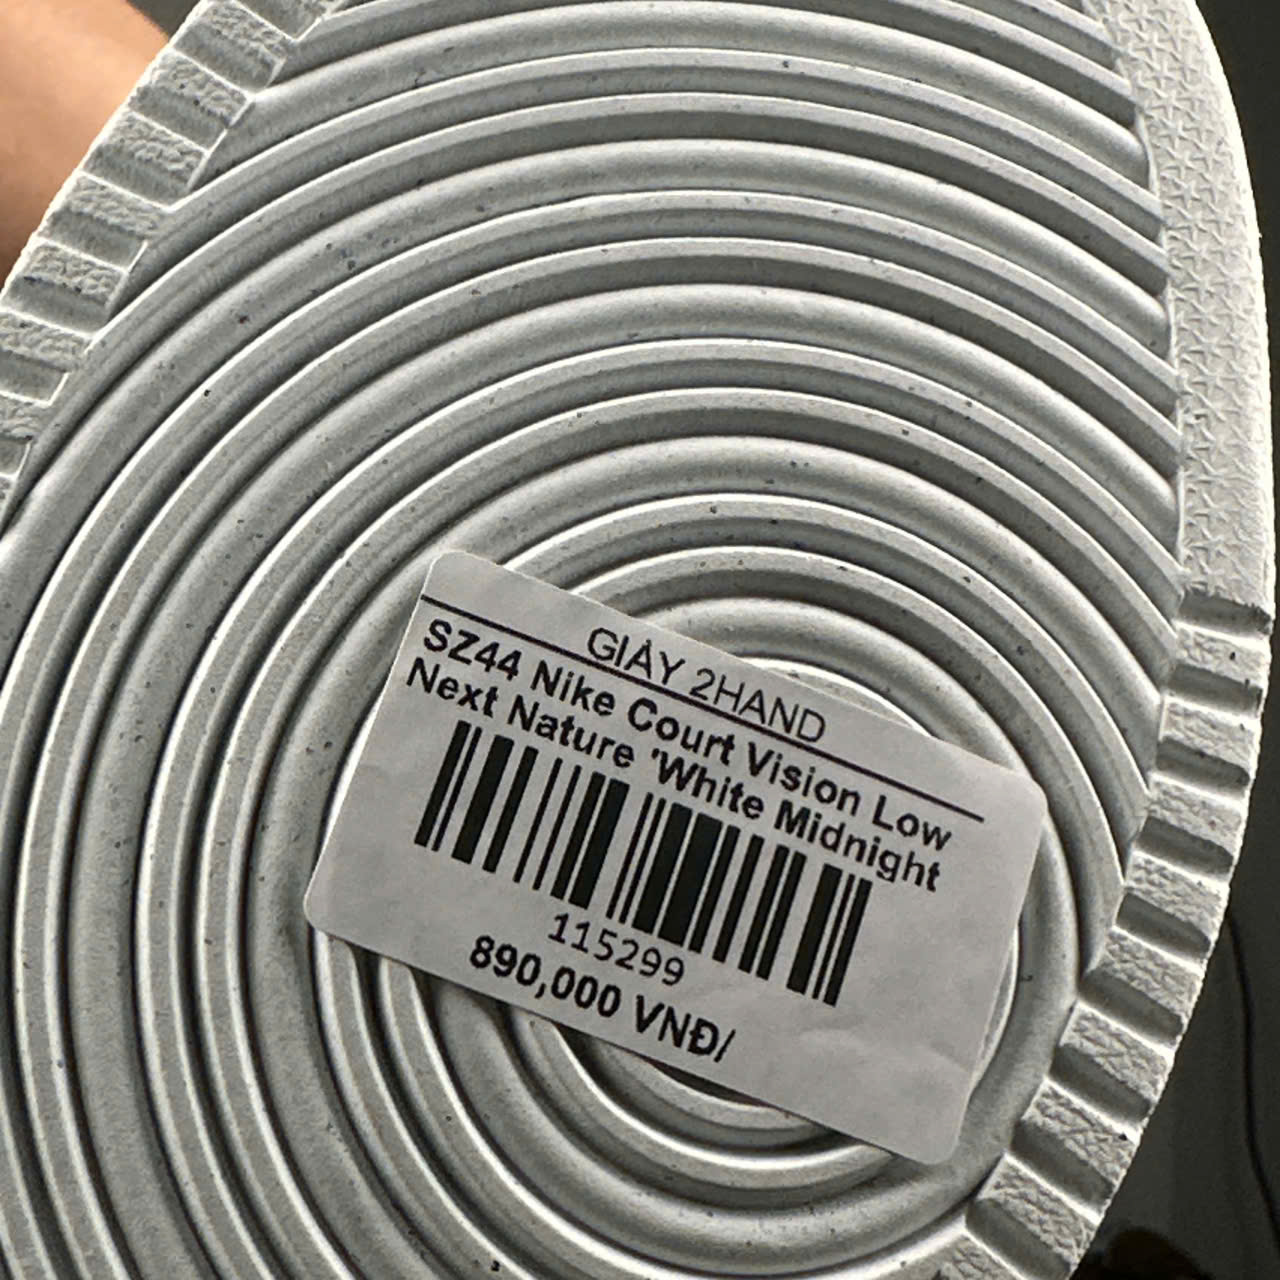 GIÀY 2HAND
SZ44 Nike Court Vision Low
Next Nature 'White Midnight
115299
890,000 VNĐ/